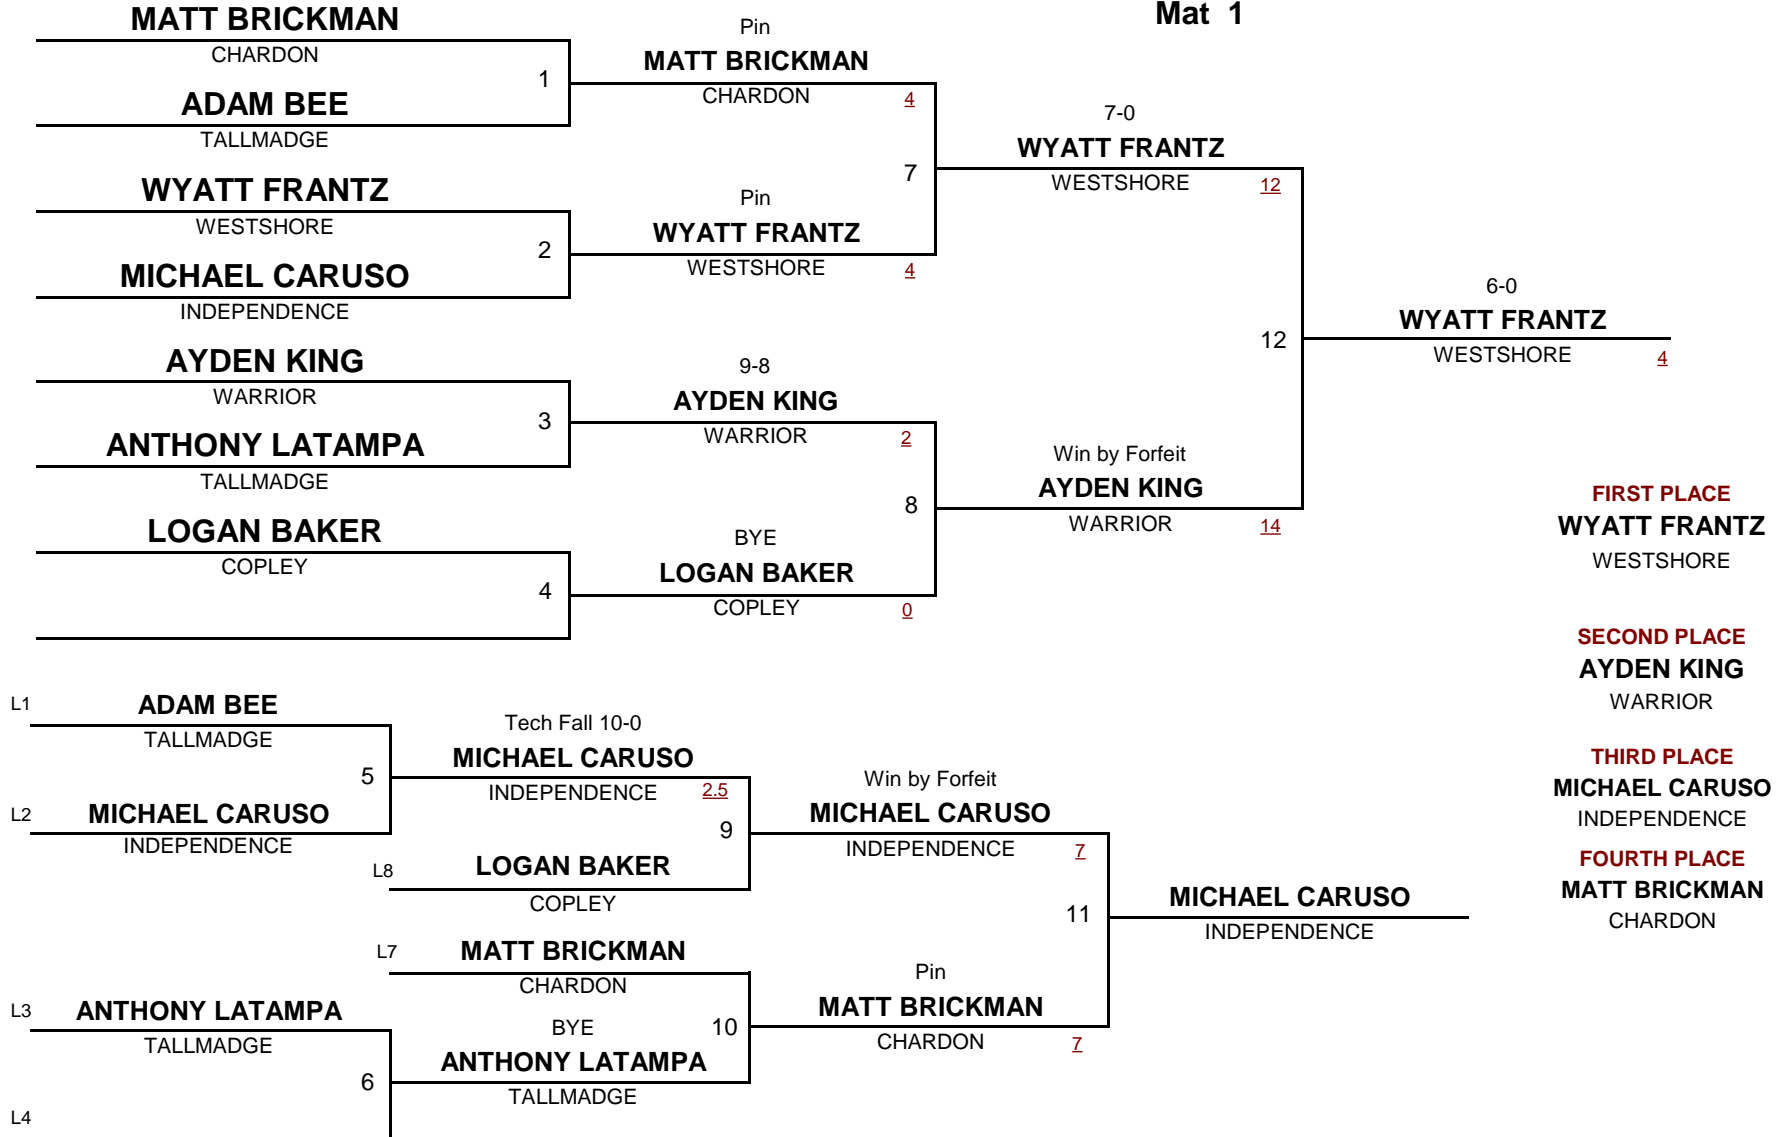 Mat 1
MATT BRICKMAN
CHARDON
1
ADAM BEE
TALLMADGE
WYATT FRANTZ
WESTSHORE
2
MICHAEL CARUSO
INDEPENDENCE
AYDEN KING
WARRIOR
3
ANTHONY LATAMPA
TALLMADGE
LOGAN BAKER
COPLEY
4
Pin
MATT BRICKMAN
CHARDON 4
7
Pin
WYATT FRANTZ
WESTSHORE 4
9-8
AYDEN KING
WARRIOR 2
8
BYE
LOGAN BAKER
COPLEY 0
7-0
WYATT FRANTZ
WESTSHORE 12
12
Win by Forfeit
AYDEN KING
WARRIOR 14
6-0
WYATT FRANTZ
WESTSHORE 4
FIRST PLACE
WYATT FRANTZ
WESTSHORE
SECOND PLACE
AYDEN KING
WARRIOR
THIRD PLACE
MICHAEL CARUSO
INDEPENDENCE
FOURTH PLACE
MATT BRICKMAN
CHARDON
L1 ADAM BEE
TALLMADGE
5
L2 MICHAEL CARUSO
INDEPENDENCE
Tech Fall 10-0
MICHAEL CARUSO
INDEPENDENCE 2.5
9
L8 LOGAN BAKER
COPLEY
L7 MATT BRICKMAN
CHARDON
10
L3 ANTHONY LATAMPA
TALLMADGE
6
L4
BYE
ANTHONY LATAMPA
TALLMADGE
Win by Forfeit
MICHAEL CARUSO
INDEPENDENCE 7
11
Pin
MATT BRICKMAN
CHARDON 7
MICHAEL CARUSO
INDEPENDENCE